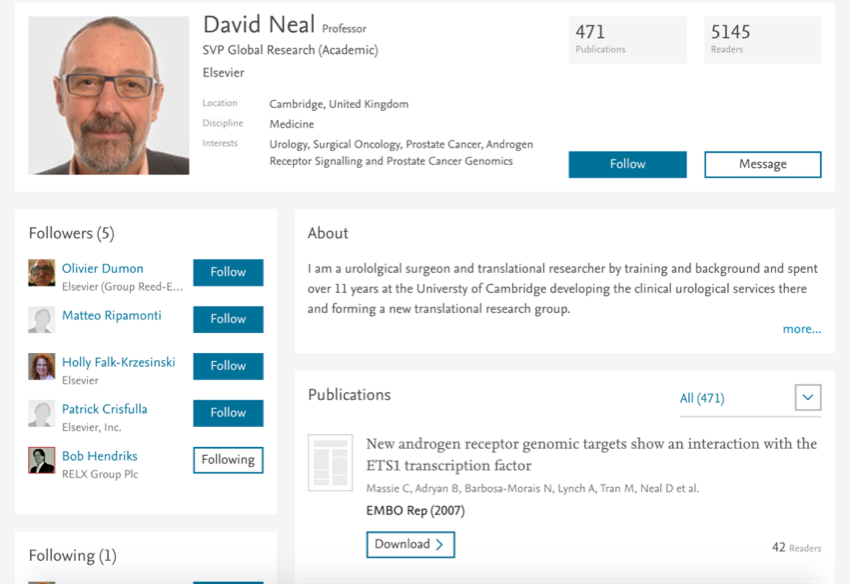 David Neal Professor
SVP Global Research (Academic)
Elsevier
Location Cambridge, United Kingdom
Discipline Medicine
Interests Urology, Surgical Oncology, Prostate Cancer, Androgen
Receptor Signalling and Prostate Cancer Genomics
471
Publications
5145
Readers
Follow
Message
Followers (5)
Olivier Dumon
Elsevier (Group Reed-E...
Follow
Matteo Ripamonti
Follow
Holly Falk-Krzesinski
Elsevier
Follow
Patrick Crisfulla
Elsevier, Inc.
Follow
Bob Hendriks
RELX Group Plc
Following
Following (1)
About
I am a urololgical surgeon and translational researcher by training and background and spent
over 11 years at the Universty of Cambridge developing the clinical urological services there
and forming a new translational research group.
more...
Publications
All (471)
New androgen receptor genomic targets show an interaction with the
ETS1 transcription factor
Massie C, Adryan B, Barbosa-Morais N, Lynch A, Tran M, Neal D et al.
EMBO Rep (2007)
Download
42 Readers